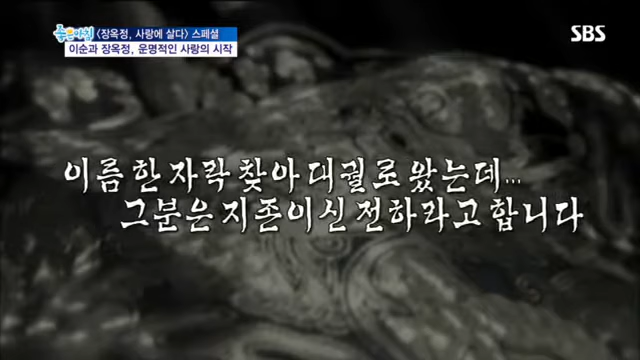 좋은아침
<장옥정, 사랑에 살다> 스페셜
이순과 장옥정, 운명적인 사랑의 시작
SBS
이름 한 자락 찾아 대궐로 왔는데...
그분은 지존이신 전하라고 합니다